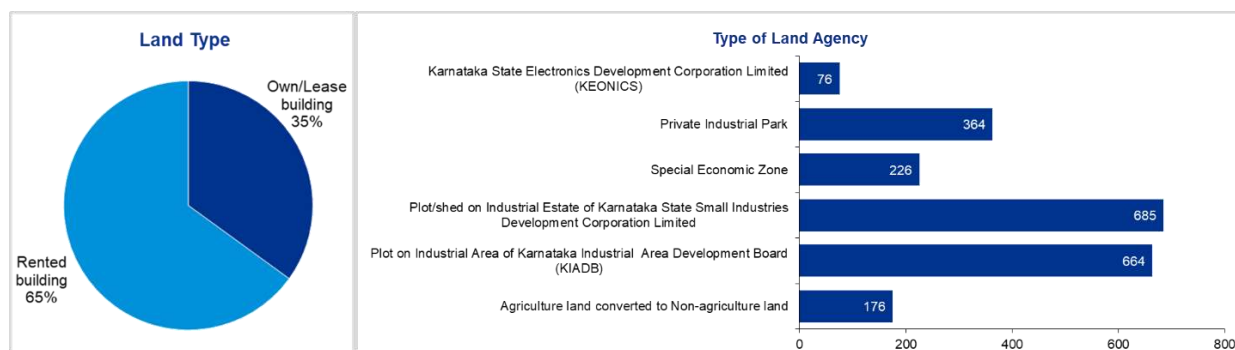 Land Type
Own/Lease
building
35%
Rented
building
65%
Type of Land Agency
Karnataka State Electronics Development Corporation Limited
(KEONICS)
76
Private Industrial Park
364
Special Economic Zone
226
Plot/shed on Industrial Estate of Karnataka State Small Industries
Development Corporation Limited
685
Plot on Industrial Area of Karnataka Industrial Area Development Board
(KIADB)
664
Agriculture land converted to Non-agriculture land
176
0 200 400 600 800